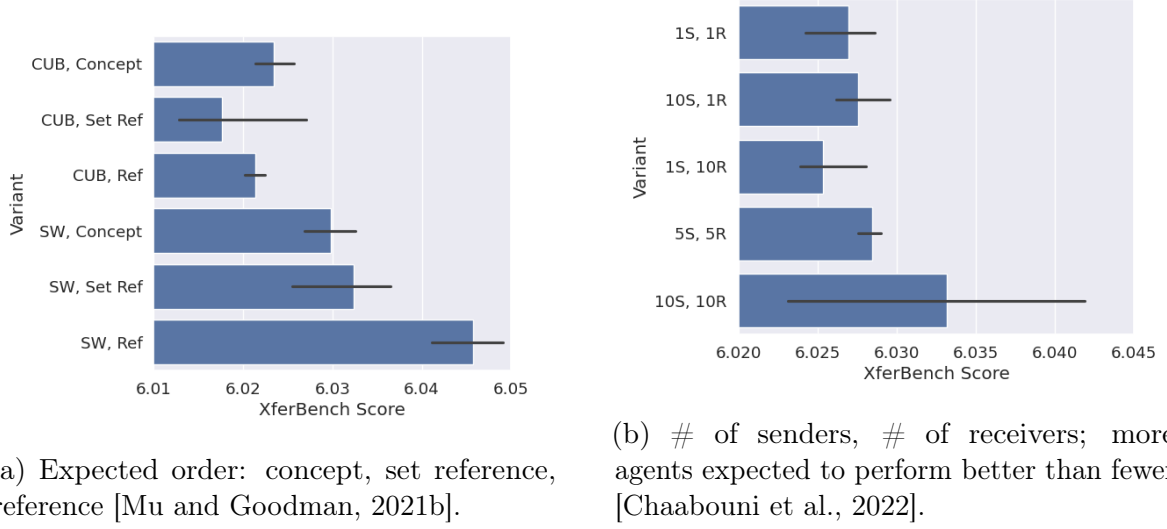 CUB, Concept
CUB, Set Ref
CUB, Ref
SW, Concept
SW, Set Ref
SW, Ref
Variant
6.01 6.02 6.03 6.04 6.05
XferBench Score
a) Expected order: concept, set reference,
reference [Mu and Goodman, 2021b].
1S, 1R
10S, 1R
1S, 10R
5S, 5R
10S, 10R
Variant
6.020 6.025 6.030 6.035 6.040 6.045
XferBench Score
(b) # of senders, # of receivers; more
agents expected to perform better than fewer
[Chaabouni et al., 2022].